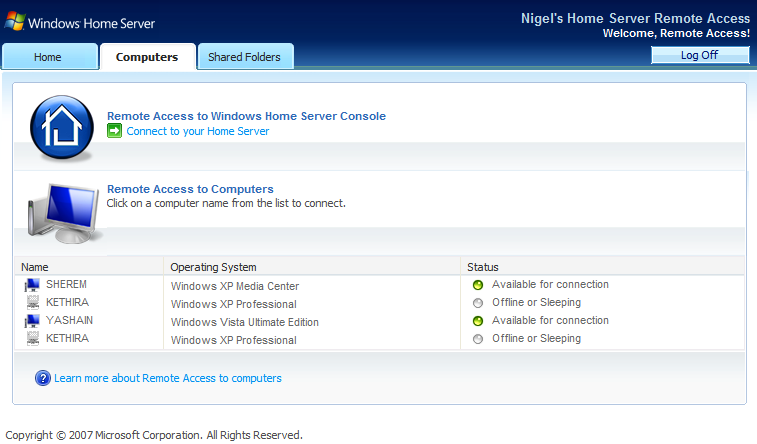 Windows Home Server
Nigel's Home Server Remote Access
Welcome, Remote Access!
Home
Computers
Shared Folders
Log Off
Remote Access to Windows Home Server Console
Connect to your Home Server
Remote Access to Computers
Click on a computer name from the list to connect.
Name Operating System Status
SHEREM Windows XP Media Center Available for connection
KETHIRA Windows XP Professional Offline or Sleeping
YASHAIN Windows Vista Ultimate Edition Available for connection
KETHIRA Windows XP Professional Offline or Sleeping
? Learn more about Remote Access to computers
Copyright © 2007 Microsoft Corporation. All Rights Reserved.